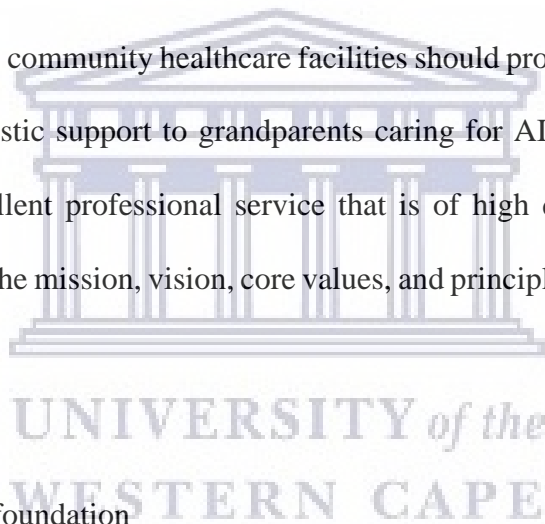 community healthcare facilities should pro
stic support to grandparents caring for AI
llent professional service that is of high
he mission, vision, core values, and principl
UNIVERSITY of the
WESTERN CAPE
foundation